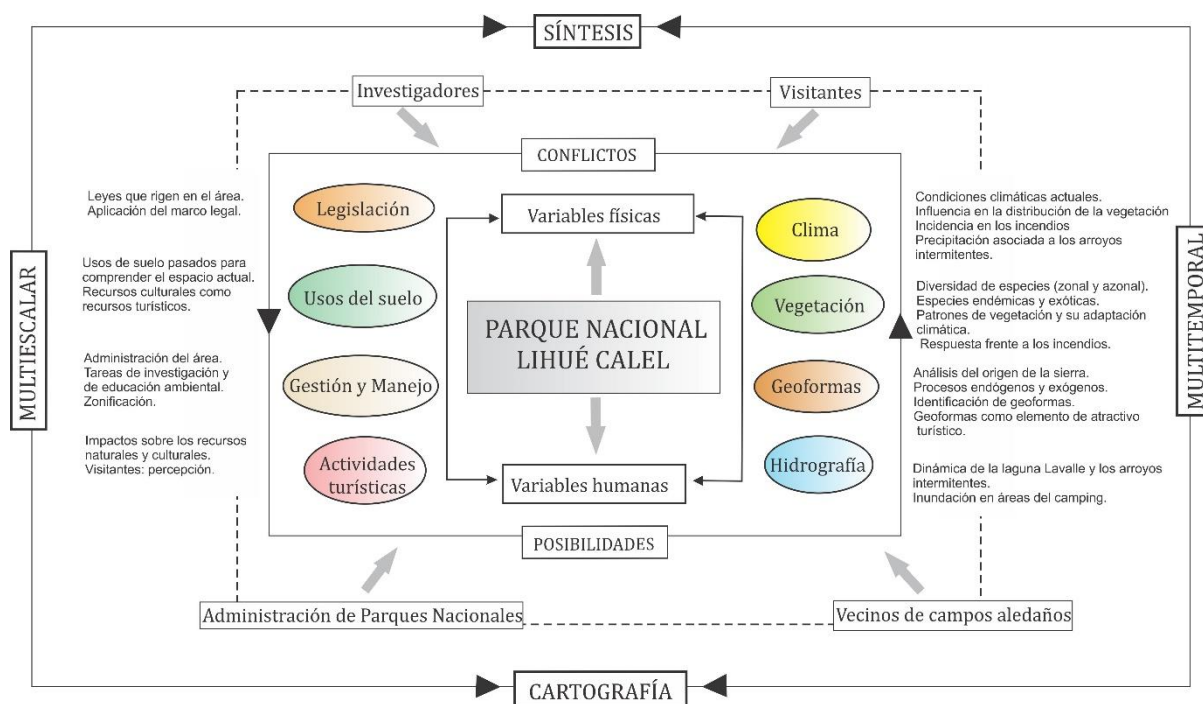 SÍNTESIS
Investigadores
Visitantes
CONFLICTOS
MULTIESCALAR
Leyes que rigen en el área.
Aplicación del marco legal.
Usos de suelo pasados para
comprender el espacio actual.
Recursos culturales como
recursos turísticos.
Administración del área.
Tareas de investigación y
de educación ambiental.
Zonificación.
Impactos sobre los recursos
naturales y culturales.
Visitantes: percepción.
Legislación
Usos del suelo
Gestión y Manejo
Actividades
turísticas
Variables físicas
PARQUE NACIONAL
LIHUÉ CALEL
Variables humanas
Clima
Vegetación
Geoformas
Hidrografía
Condiciones climáticas actuales.
Influencia en la distribución de la vegetación
Incidencia en los incendios
Precipitación asociada a los arroyos
intermitentes.
Diversidad de especies (zonal y azonal).
Especies endémicas y exóticas.
Patrones de vegetación y su adaptación
climática.
Respuesta frente a los incendios.
Análisis del origen de la sierra.
Procesos endógenos y exógenos.
Identificación de geoformas.
Geoformas como elemento de atractivo
turístico.
Dinámica de la laguna Lavalle y los arroyos
intermitentes.
Inundación en áreas del camping.
MULTITEMPORAL
POSIBILIDADES
Administración de Parques Nacionales
Vecinos de campos aledaños
CARTOGRAFÍA